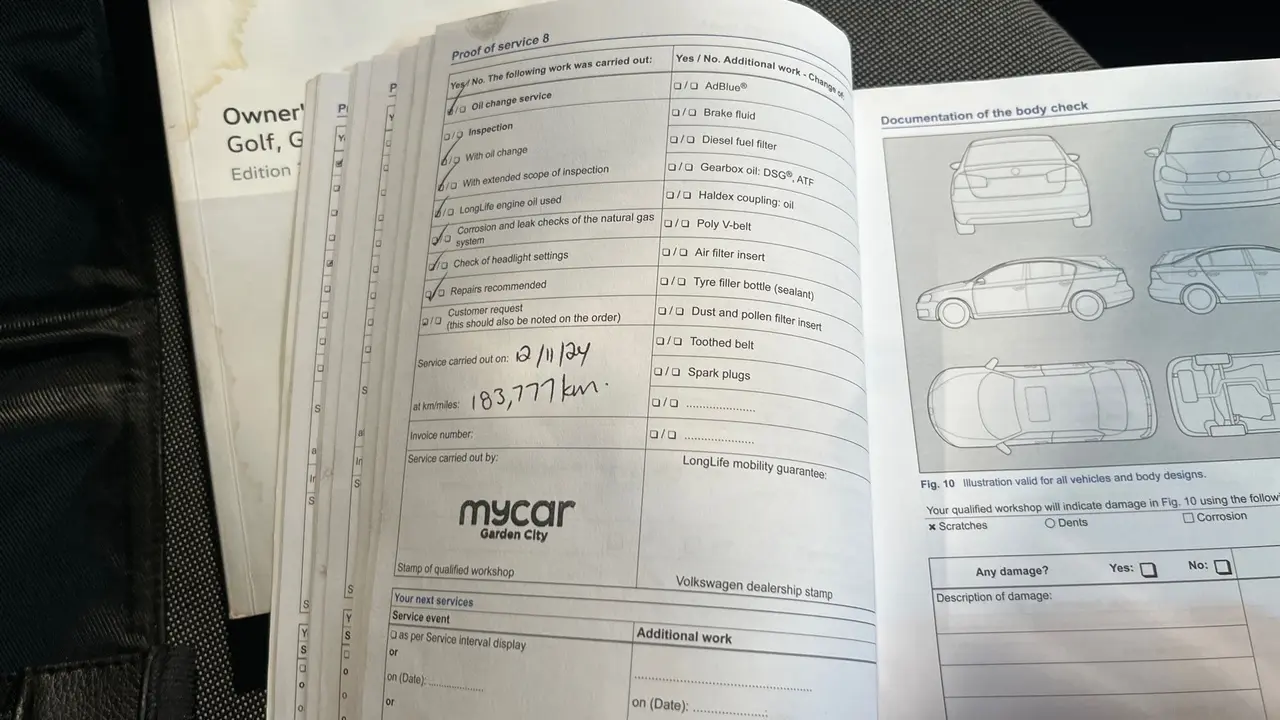 Owner'
Golf, G
Edition
Proof of service 8
Yes / No. The following work was carried out:
☑/❑ Oil change service
❑/❑ Inspection
☑/❑ With oil change
☑/❑ With extended scope of inspection
☑/❑ LongLife engine oil used
☑/❑ Corrosion and leak checks of the natural gas
system
☑/❑ Check of headlight settings
☑/❑ Repairs recommended
❑/❑ Customer request
(this should also be noted on the order)
Service carried out on: 12/11/24
at km/miles: 183,777 km.
Invoice number:
Service carried out by:
mycar
Garden City
Stamp of qualified workshop
Yes / No. Additional work - Change of:
❑/❑ AdBlue®
❑/❑ Brake fluid
❑/❑ Diesel fuel filter
❑/❑ Gearbox oil: DSG®, ATF
❑/❑ Haldex coupling: oil
❑/❑ Poly V-belt
❑/❑ Air filter insert
❑/❑ Tyre filler bottle (sealant)
❑/❑ Dust and pollen filter insert
❑/❑ Toothed belt
❑/❑ Spark plugs
❑/❑ ....................
❑/❑ ....................
LongLife mobility guarantee:
Volkswagen dealership stamp
Your next services
Service event
❑ as per Service interval display
or
on (Date): ................
or
Additional work
..................................................
on (Date): .....................
Documentation of the body check
Fig. 10 Illustration valid for all vehicles and body designs.
Your qualified workshop will indicate damage in Fig. 10 using the follow
× Scratches
○ Dents
□ Corrosion
Any damage? Yes: ❑ No: ❑
Description of damage: